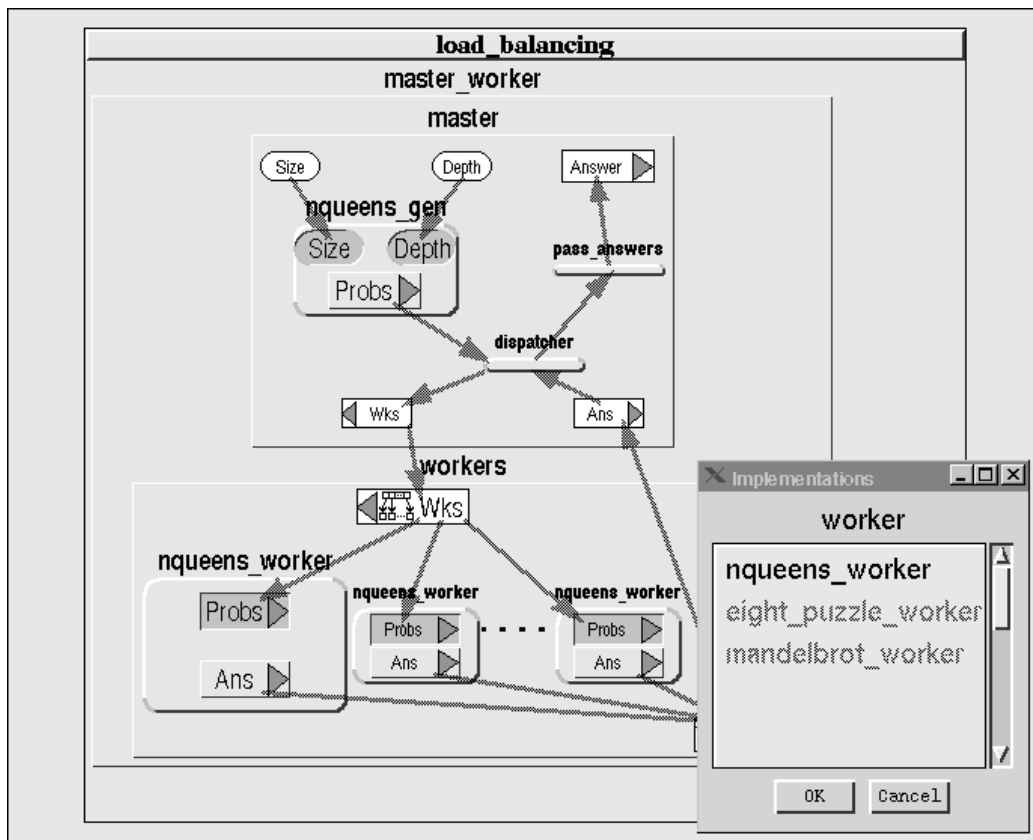 load_balancing
master_worker
master
Size
Depth
Answer
nqueens_gen
Size
Depth
pass_answers
Probs
dispatcher
Wks
Ans
workers
Wks
nqueens_worker
nqueens_worker
nqueens_worker
Probs
Probs
Probs
Ans
Ans
Ans
Implementations
worker
nqueens_worker
eight_puzzle_worker
mandelbrot_worker
OK
Cancel